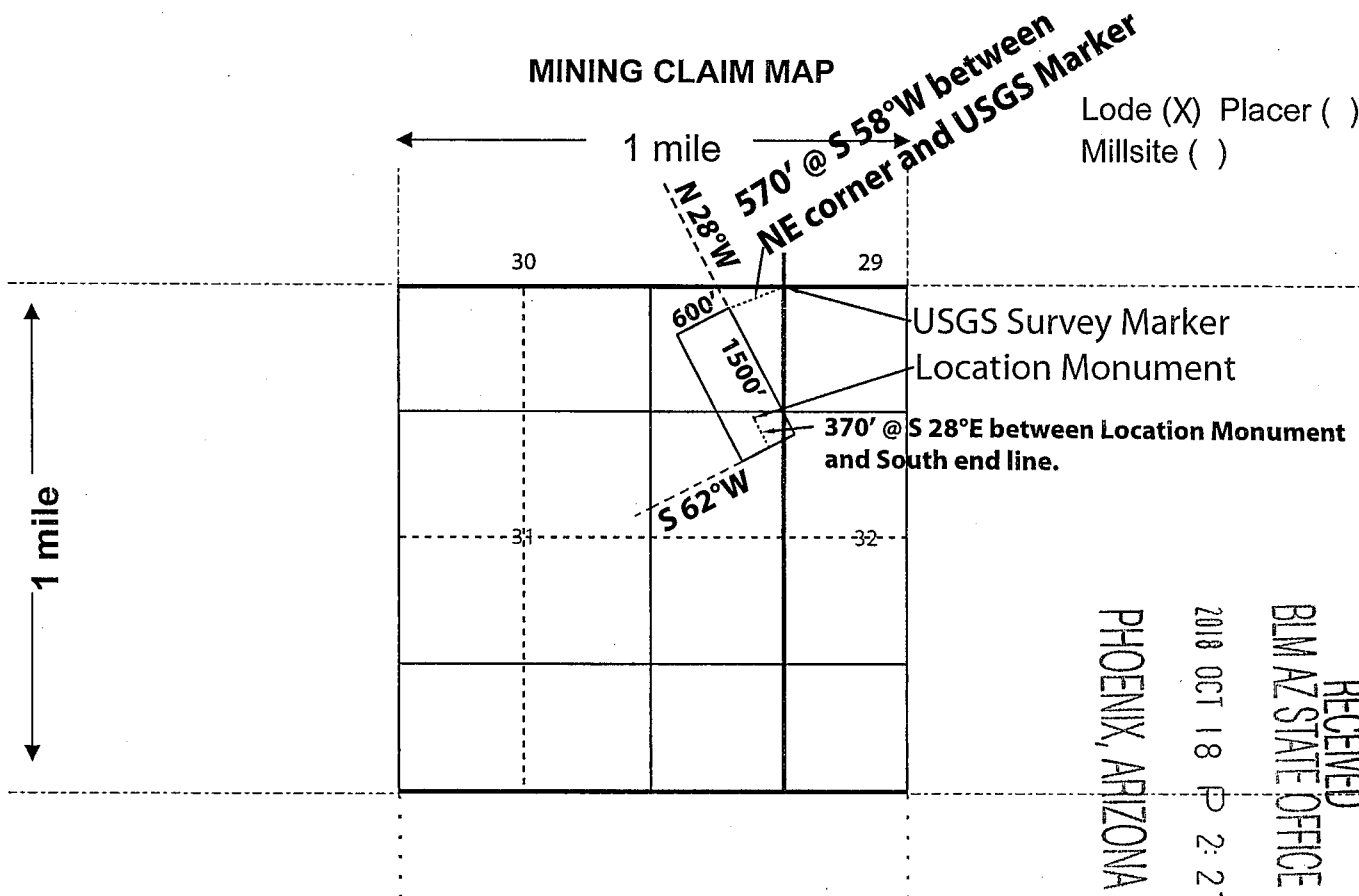 MINING CLAIM MAP
Lode (X) Placer ( )
Millsite ( )
1 mile
570' @ S 58°W between
NE corner and USGS Marker
N 28°W
30
29
600'
1500'
USGS Survey Marker
Location Monument
370' @ S 28°E between Location Monument
and South end line.
S 62°W
1 mile
31
32
RECEIVED
BLM AZ STATE OFFICE
2018 OCT 18 P 2:2
PHOENIX, ARIZONA